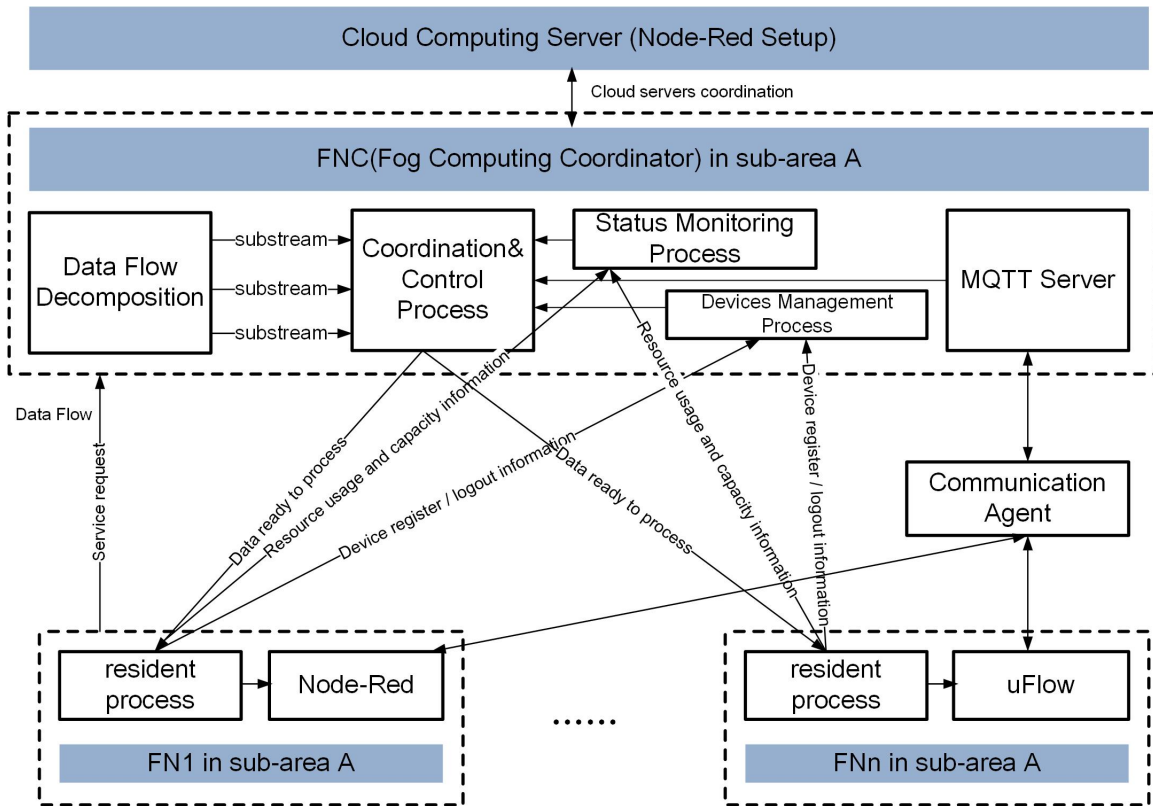 Cloud Computing Server (Node-Red Setup)
Cloud servers coordination
FNC(Fog Computing Coordinator) in sub-area A
Data Flow
Decomposition
substream
substream
substream
Coordination&
Control
Process
Status Monitoring
Process
Devices Management
Process
MQTT Server
Data Flow
Service request
Data ready to process
Resource usage and capacity information
Device register / logout information
Data ready to process
Resource usage and capacity information
Device register / logout information
Communication
Agent
resident
process
Node-Red
FN1 in sub-area A
......
resident
process
uFlow
FNn in sub-area A